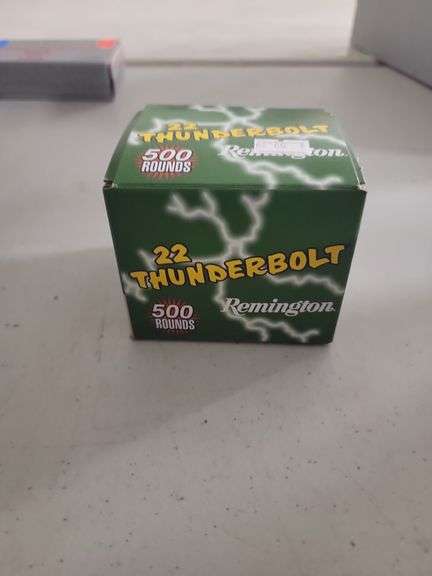 22
THUNDERBOLT
500
ROUNDS
Remington.
22
THUNDERBOLT
500
ROUNDS
Remington.